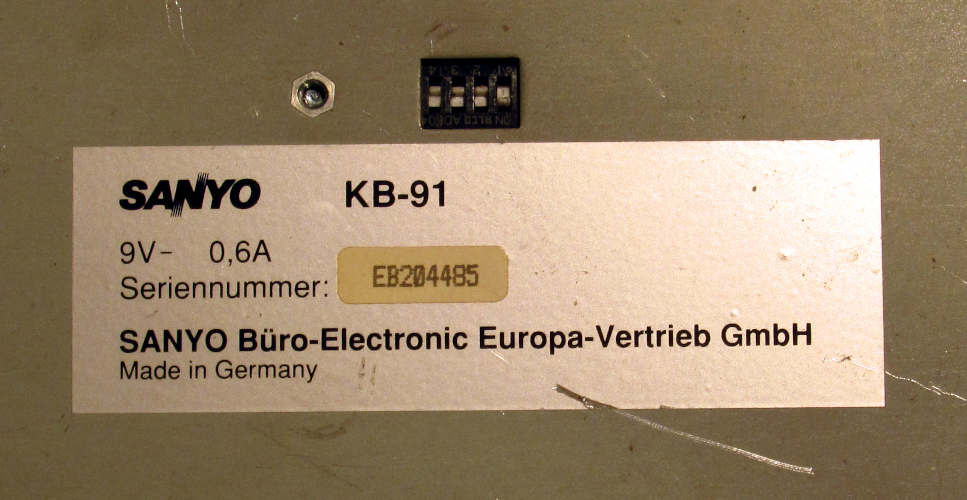 SANYO KB-91
9V- 0,6A
Seriennummer: EB204485
SANYO Büro-Electronic Europa-Vertrieb GmbH
Made in Germany